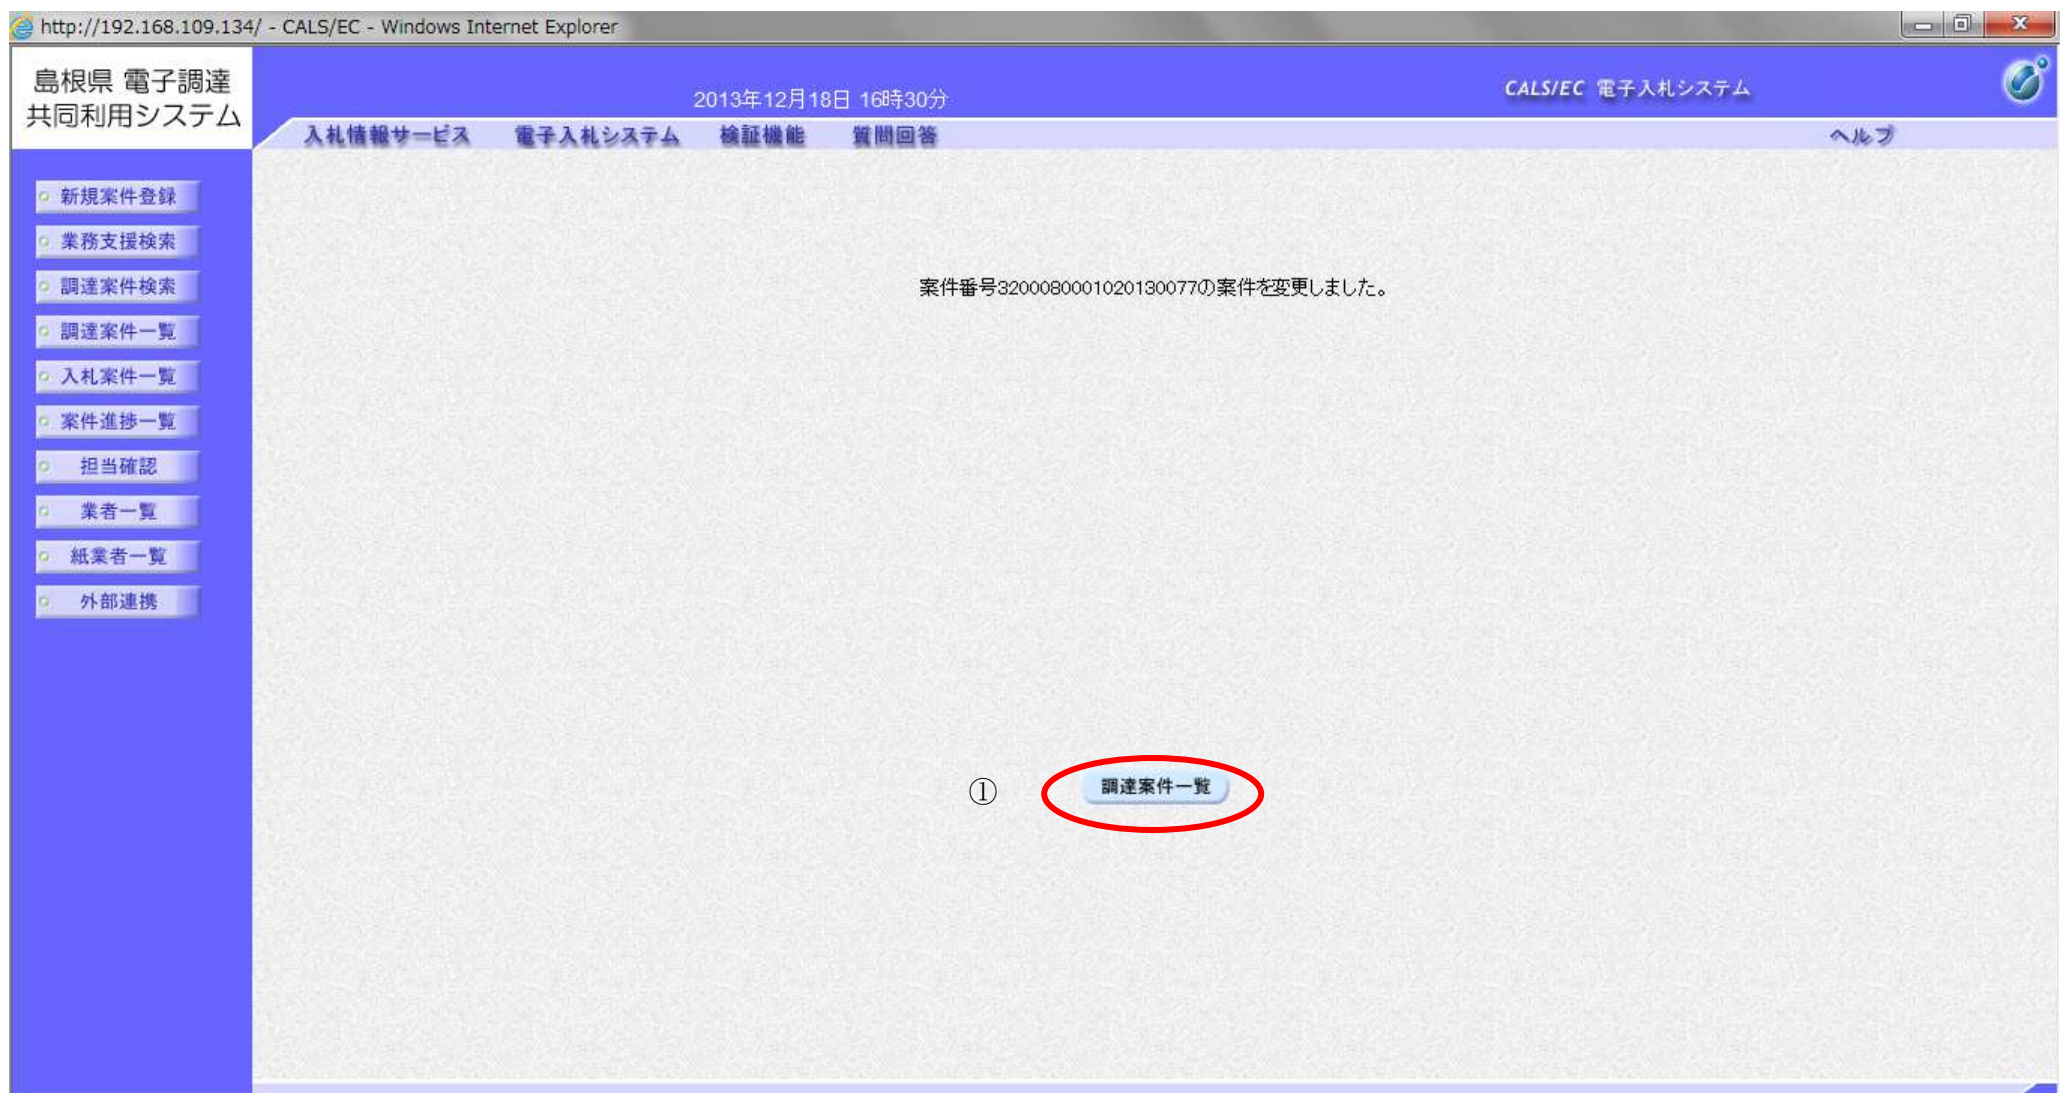 http://192.168.109.134/ - CALS/EC - Windows Internet Explorer
島根県 電子調達
共同利用システム
2013年12月18日 16時30分
CALS/EC 電子入札システム
入札情報サービス 電子入札システム 検証機能 質問回答 ヘルプ
新規案件登録
業務支援検索
調達案件検索
調達案件一覧
入札案件一覧
案件進捗一覧
担当確認
業者一覧
紙業者一覧
外部連携
案件番号3200080001020130077の案件を変更しました。
① 調達案件一覧